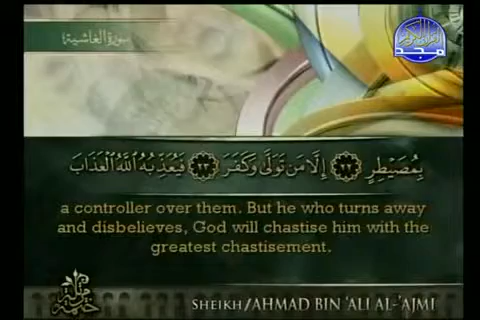 سورة الغاشية
بِمُصَيْطِرٍ ﴿٢٢﴾ إِلَّا مَن تَوَلَّىٰ وَكَفَرَ ﴿٢٣﴾ فَيُعَذِّبُهُ اللَّهُ الْعَذَابَ
a controller over them. But he who turns away
and disbelieves, God will chastise him with the
greatest chastisement.
SHEIKH/AHMAD BIN 'ALI AL-'AJMI